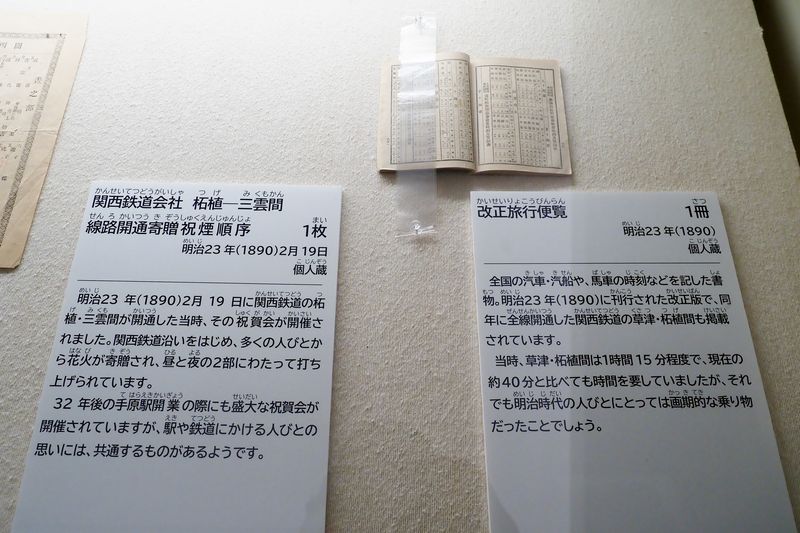 関西鉄道会社 柘植―三雲間
線路開通寄贈祝煙順序 1枚
明治23年(1890)2月19日
個人蔵
明治23年(1890)2月19日に関西鉄道の柘
植・三雲間が開通した当時、その祝賀会が開催さ
れました。関西鉄道沿いをはじめ、多くの人びとか
ら花火が寄贈され、昼と夜の2部にわたって打ち
上げられています。
32年後の手原駅開業の際にも盛大な祝賀会が
開催されていますが、駅や鉄道にかける人びとの
思いには、共通するものがあるようです。
改正旅行便覧 1冊
明治23年(1890)
個人蔵
全国の汽車・汽船や、馬車の時刻などを記した書
物。明治23年(1890)に刊行された改正版で、同
年に全線開通した関西鉄道の草津・柘植間も掲載
されています。
当時、草津・柘植間は1時間15分程度で、現在の
約40分と比べても時間を要していましたが、それ
でも明治時代の人びとにとっては画期的な乗り物
だったことでしょう。